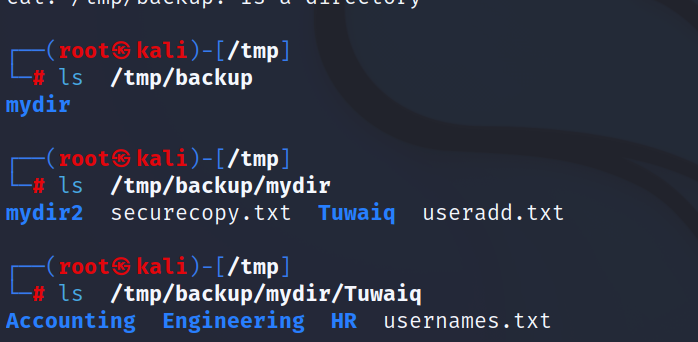 cat: /tmp/backup: is a directory
┌──(root㉿kali)-[/tmp]
└─# ls  /tmp/backup
mydir
┌──(root㉿kali)-[/tmp]
└─# ls  /tmp/backup/mydir
mydir2  securecopy.txt  Tuwaiq  useradd.txt
┌──(root㉿kali)-[/tmp]
└─# ls  /tmp/backup/mydir/Tuwaiq
Accounting  Engineering  HR  usernames.txt